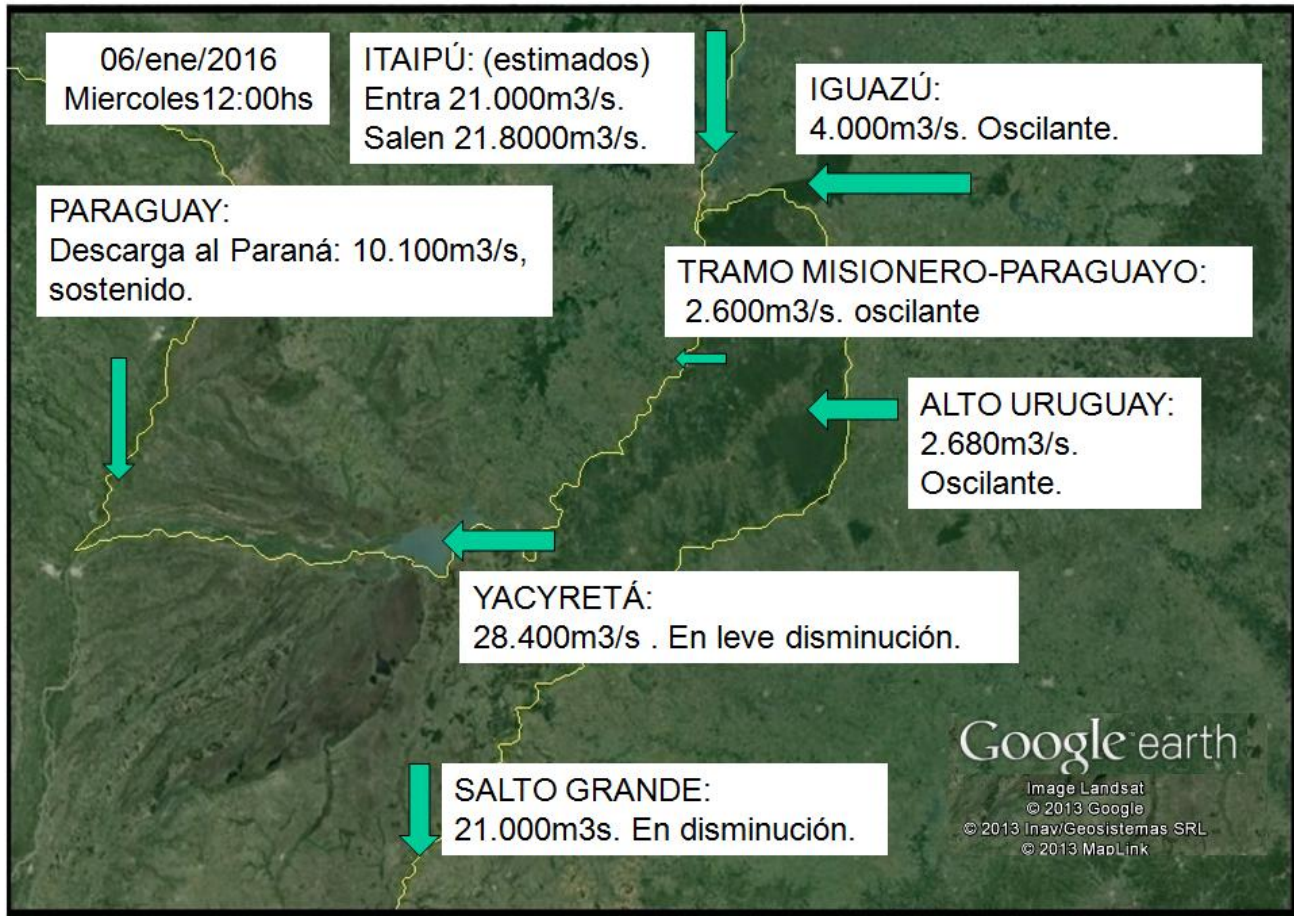 06/ene/2016
Miercoles12:00hs
ITAIPÚ: (estimados)
Entra 21.000m3/s.
Salen 21.8000m3/s.
IGUAZÚ:
4.000m3/s. Oscilante.
PARAGUAY:
Descarga al Paraná: 10.100m3/s,
sostenido.
TRAMO MISIONERO-PARAGUAYO:
2.600m3/s. oscilante
ALTO URUGUAY:
2.680m3/s.
Oscilante.
YACYRETÁ:
28.400m3/s . En leve disminución.
SALTO GRANDE:
21.000m3s. En disminución.
Google earth
Image Landsat
© 2013 Google
© 2013 Inav/Geosistemas SRL
© 2013 MapLink